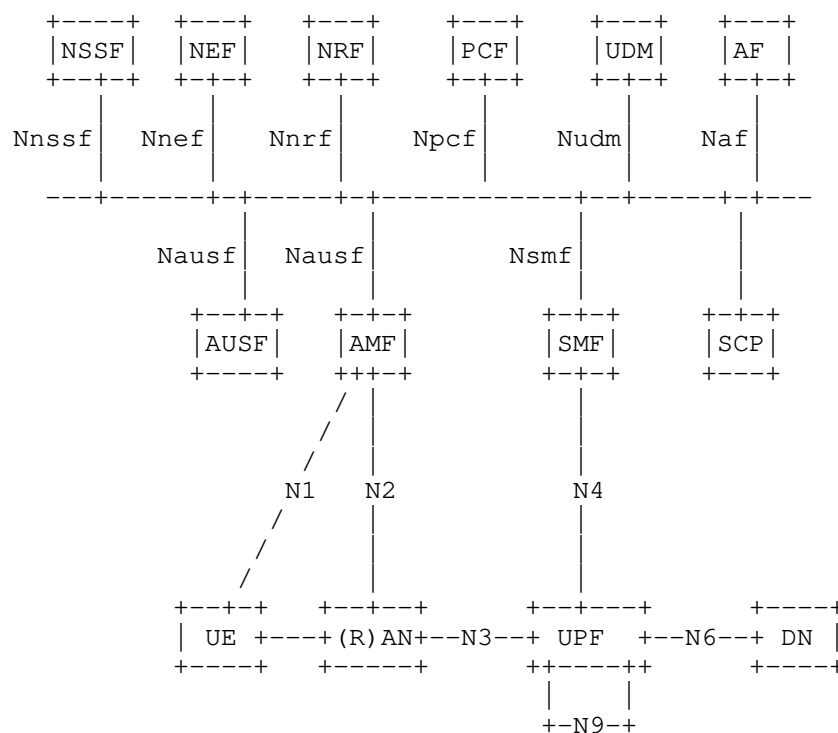 NSSF NEF NRF PCF UDM AF
Nnssf Nnef Nnrf Npcf Nudm Naf
Nausf Nausf Nsmf
AUSF AMF SMF SCP
N1 N2 N4
UE (R)AN N3 UPF N6 DN
N9